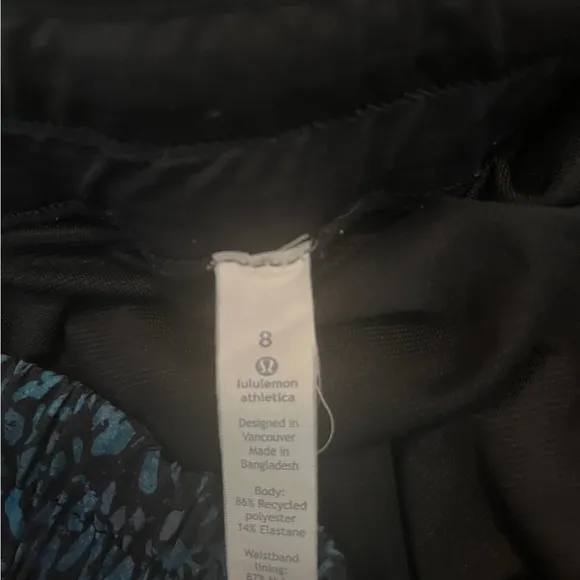 8
lululemon
athletica
Designed in
Vancouver
Made in
Bangladesh
Body:
86% Recycled
polyester
14% Elastane
Waistband
lining: